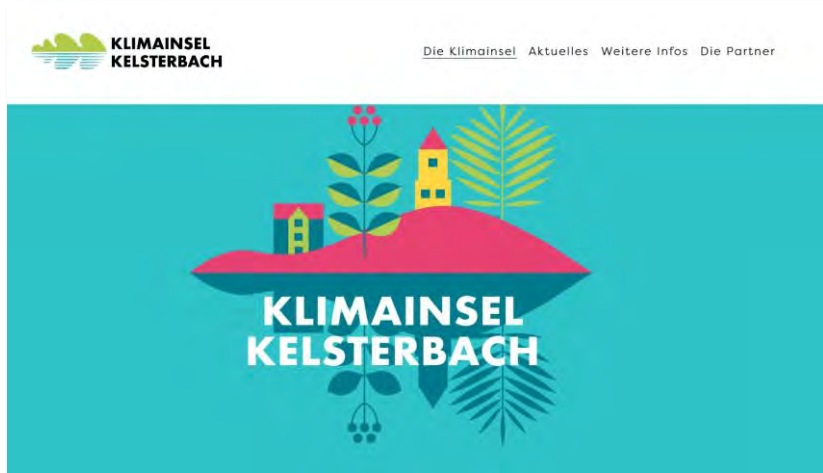 KLIMAINSEL
KELSTERBACH
Die Klimainsel Aktuelles Weitere Infos Die Partner
KLIMAINSEL
KELSTERBACH